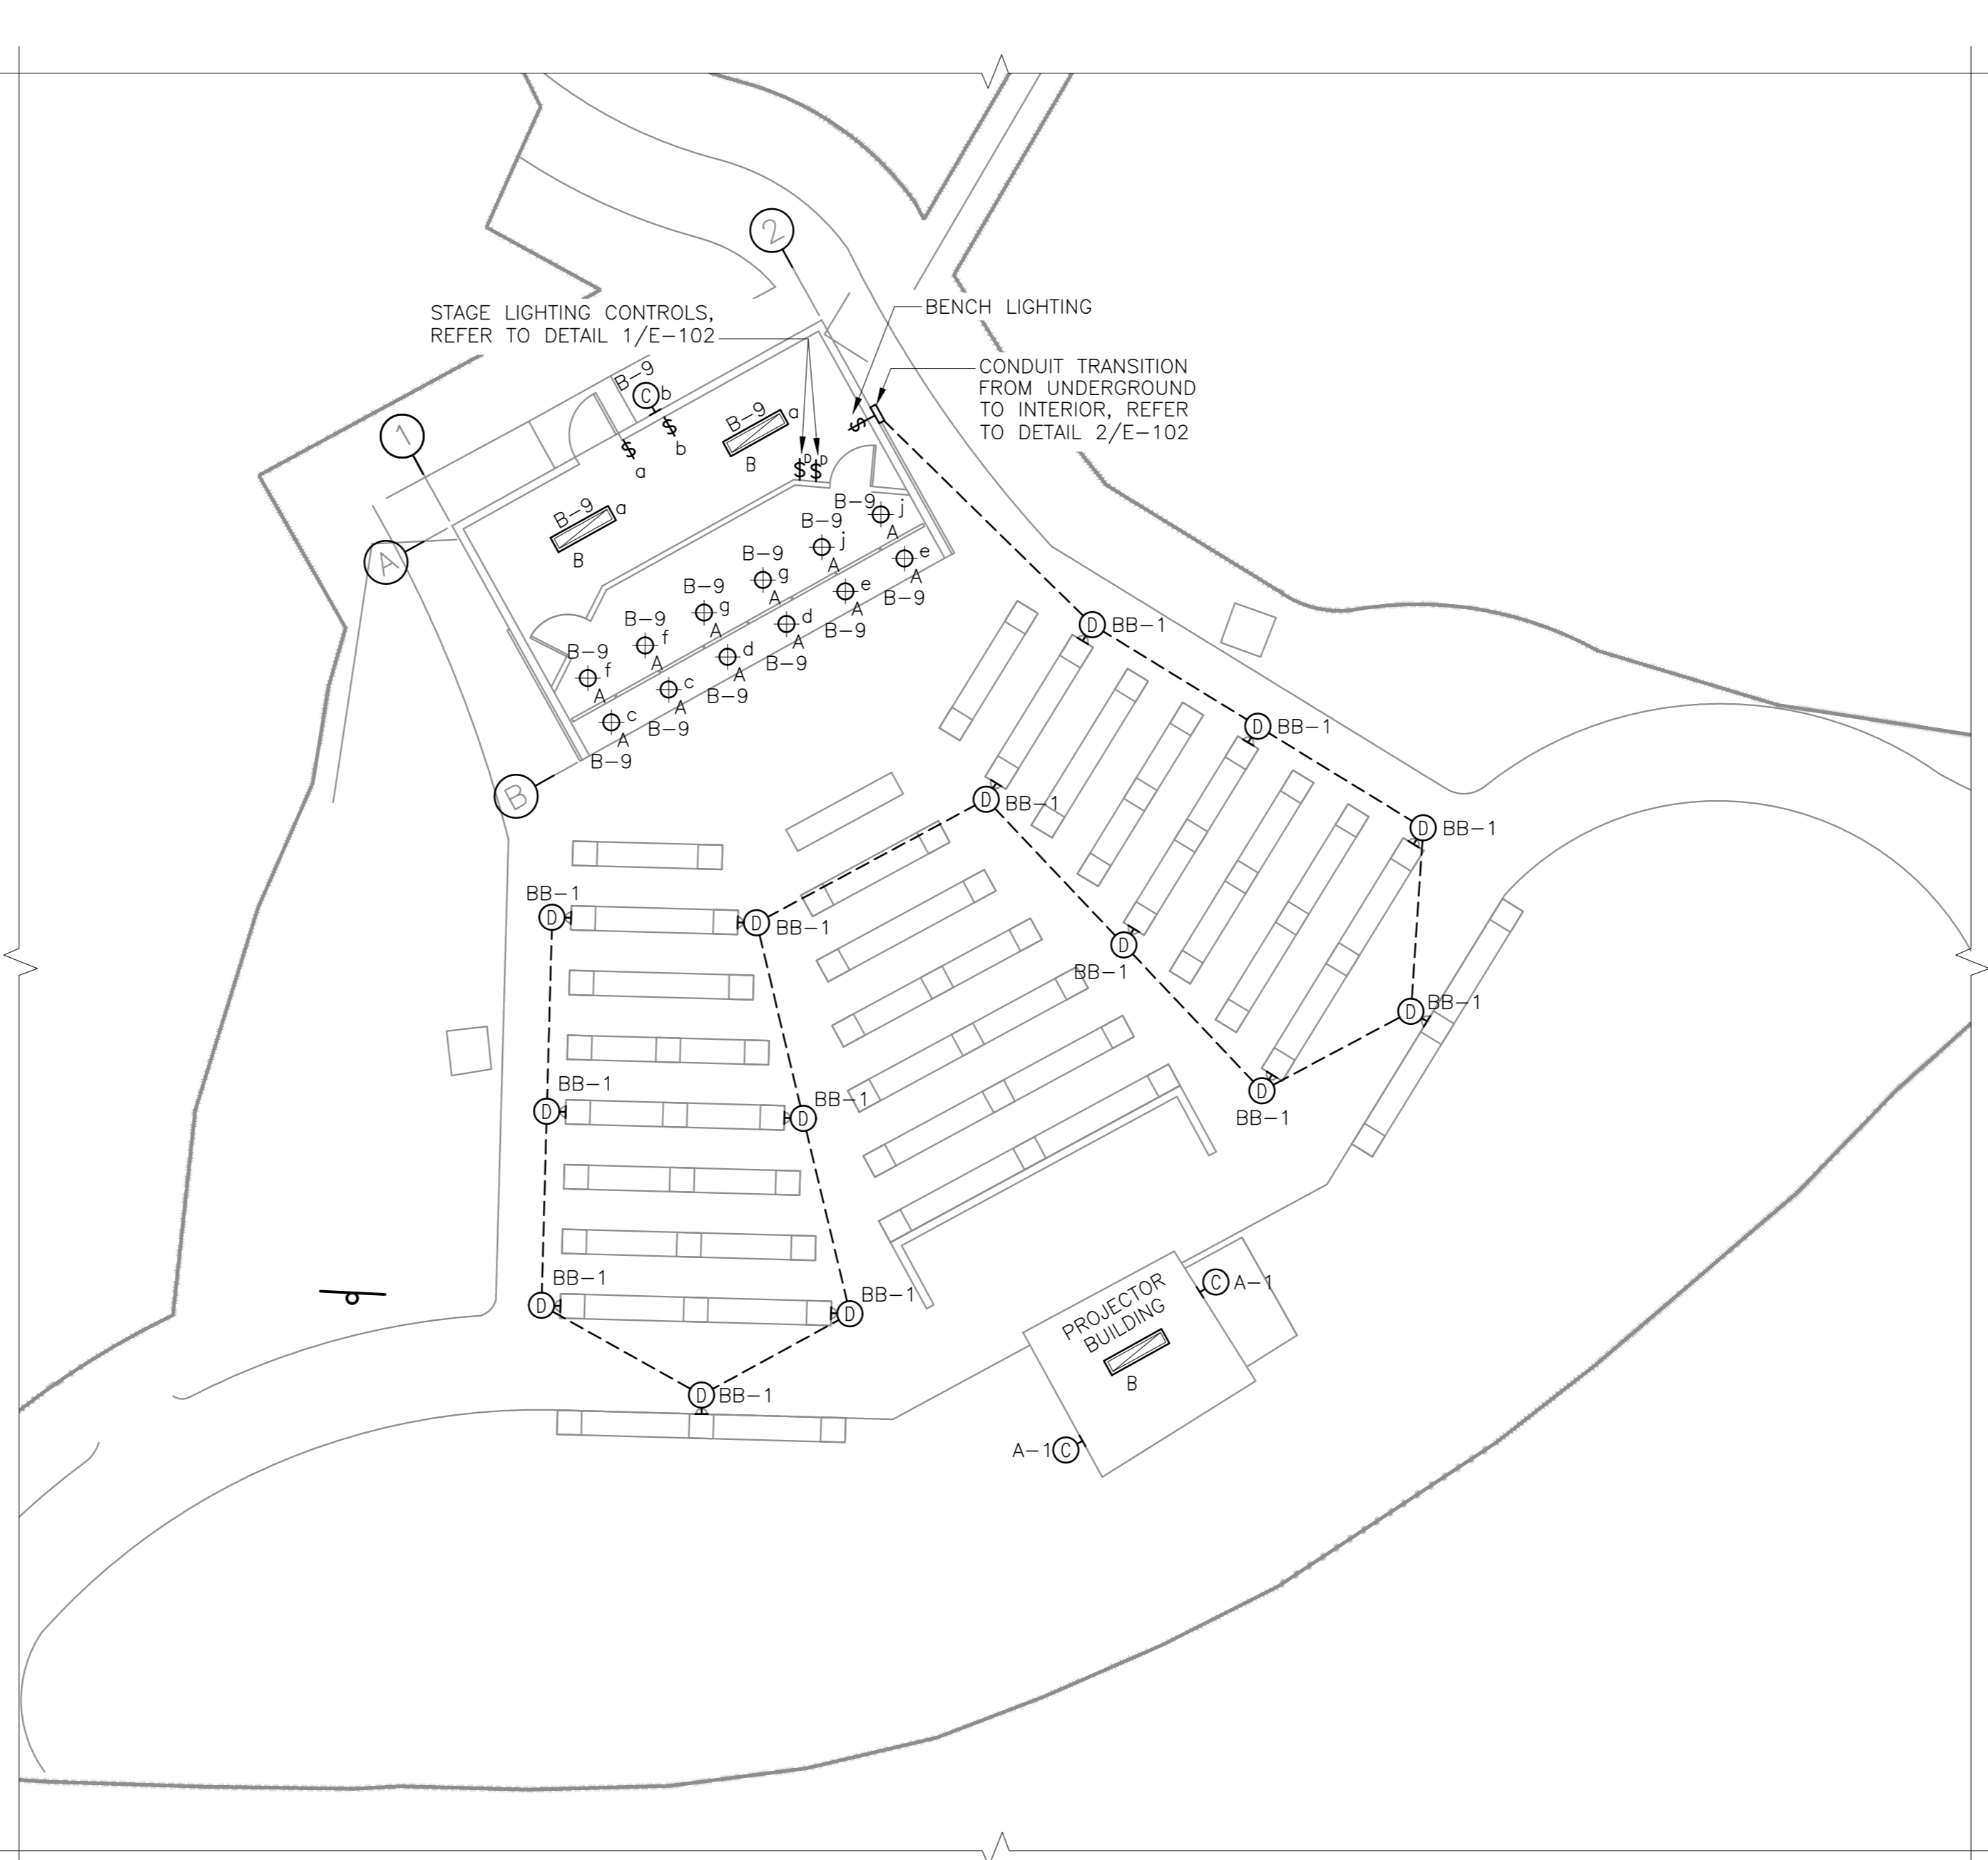 2
STAGE LIGHTING CONTROLS,
REFER TO DETAIL 1/E-102
BENCH LIGHTING
CONDUIT TRANSITION
FROM UNDERGROUND
TO INTERIOR, REFER
TO DETAIL 2/E-102
1
B-9
C b
$ a
$ b
B-9 a
B
$
$D $D
B-9 a
B
A
B-9 j
A
B-9 j
A
B-9 g
A
B-9 g
A
B-9 f
A
B-9 f
A
e
A
B-9
e
A
B-9
d
A
B-9
d
A
B-9
c
A
B-9
c
A
B-9
B
D BB-1
D BB-1
D BB-1
D BB-1
BB-1
D
D BB-1
D
BB-1
D BB-1
D
BB-1
BB-1
D
BB-1
D
BB-1
D
BB-1
D
BB-1
D
D BB-1
PROJECTOR
BUILDING
B
C A-1
A-1 C